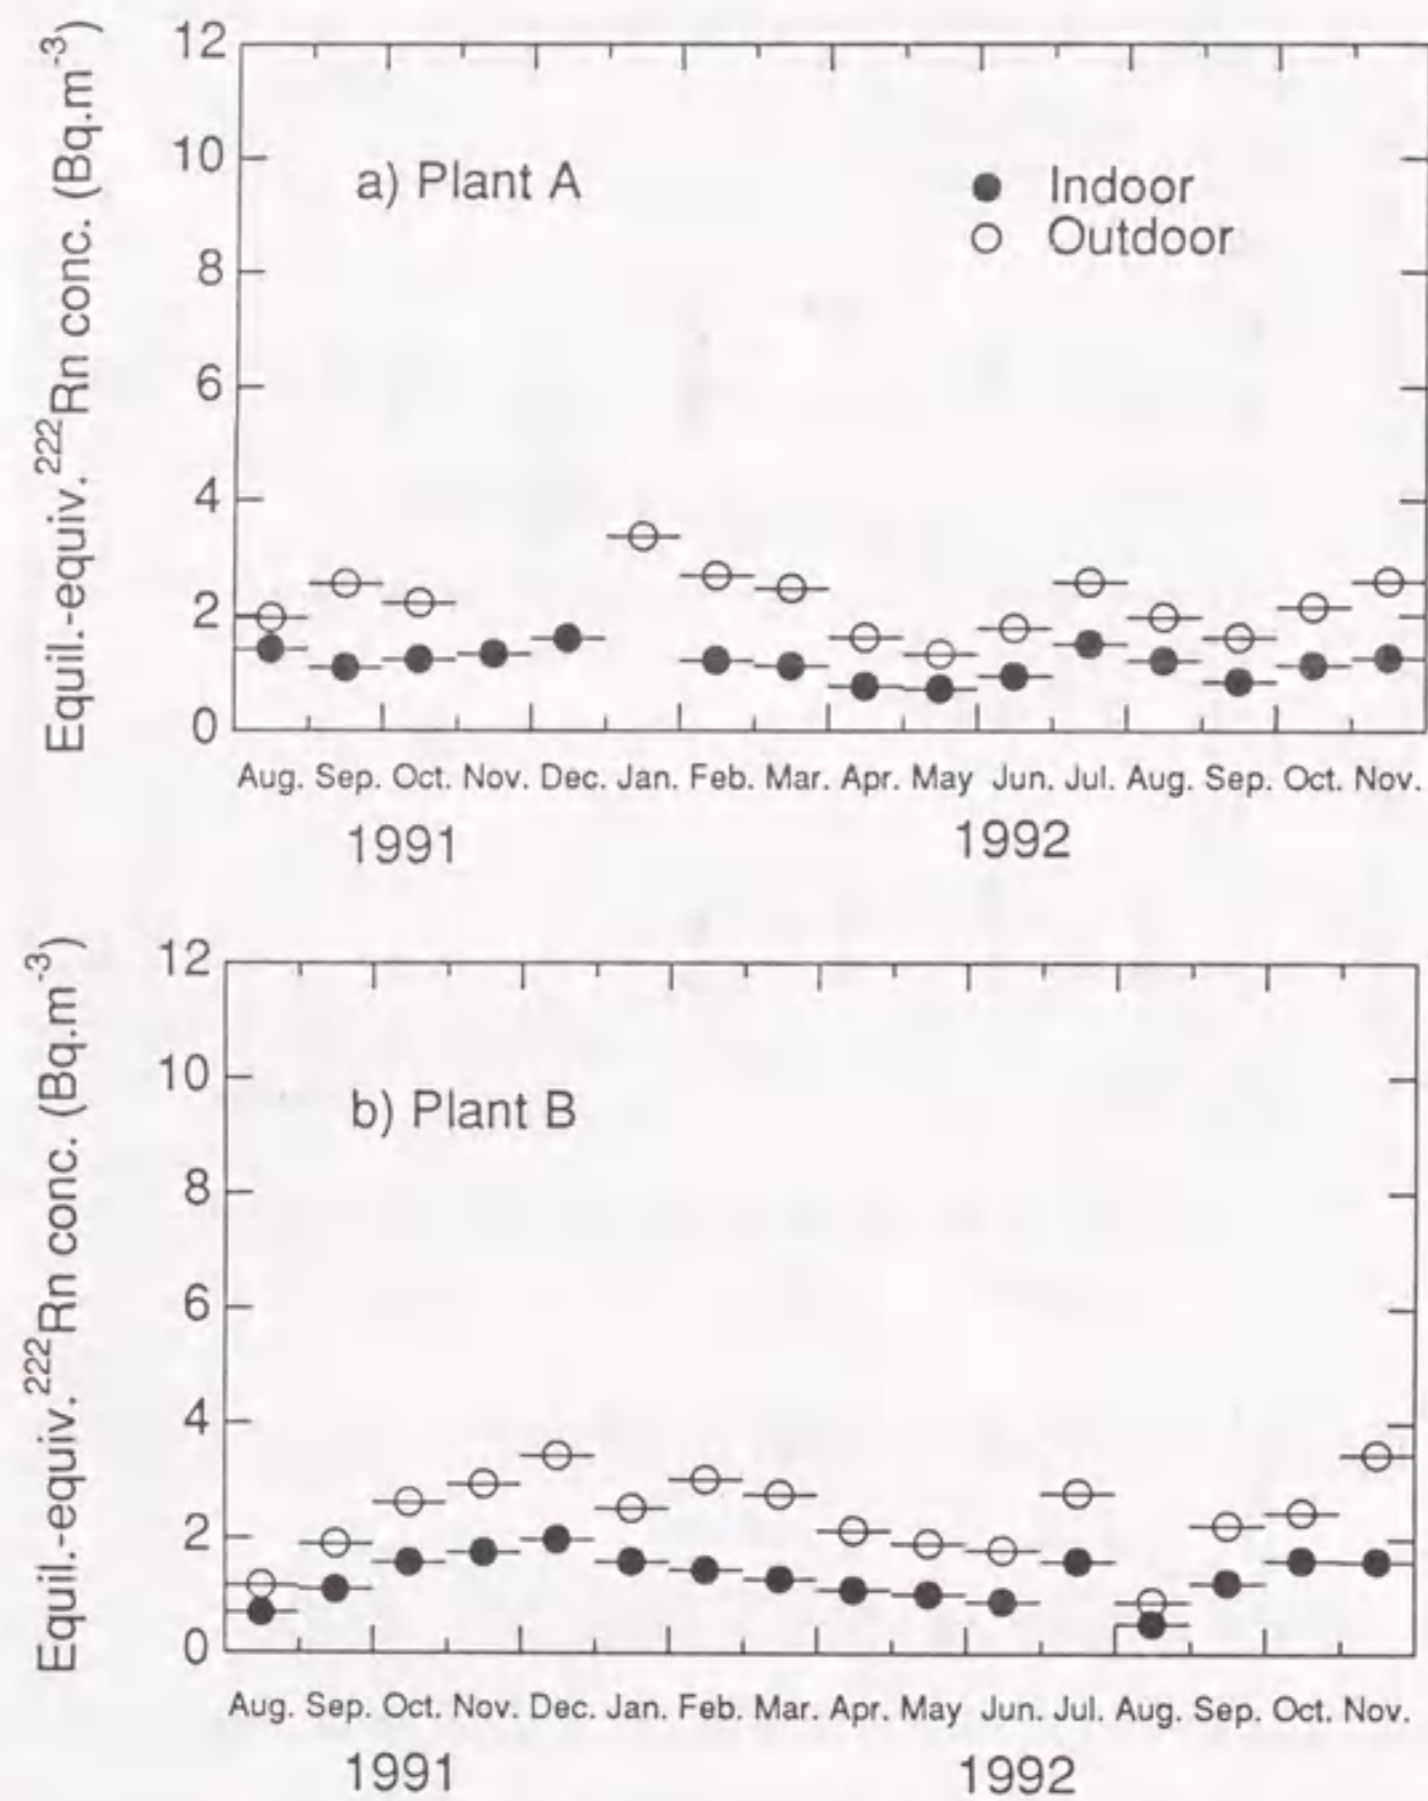 Equil.-equiv. ²²²Rn conc. (Bq.m⁻³)
12
10
8
6
4
2
0
a) Plant A
● Indoor
○ Outdoor
Aug. Sep. Oct. Nov. Dec. Jan. Feb. Mar. Apr. May Jun. Jul. Aug. Sep. Oct. Nov.
1991 1992
Equil.-equiv. ²²²Rn conc. (Bq.m⁻³)
12
10
8
6
4
2
0
b) Plant B
Aug. Sep. Oct. Nov. Dec. Jan. Feb. Mar. Apr. May Jun. Jul. Aug. Sep. Oct. Nov.
1991 1992